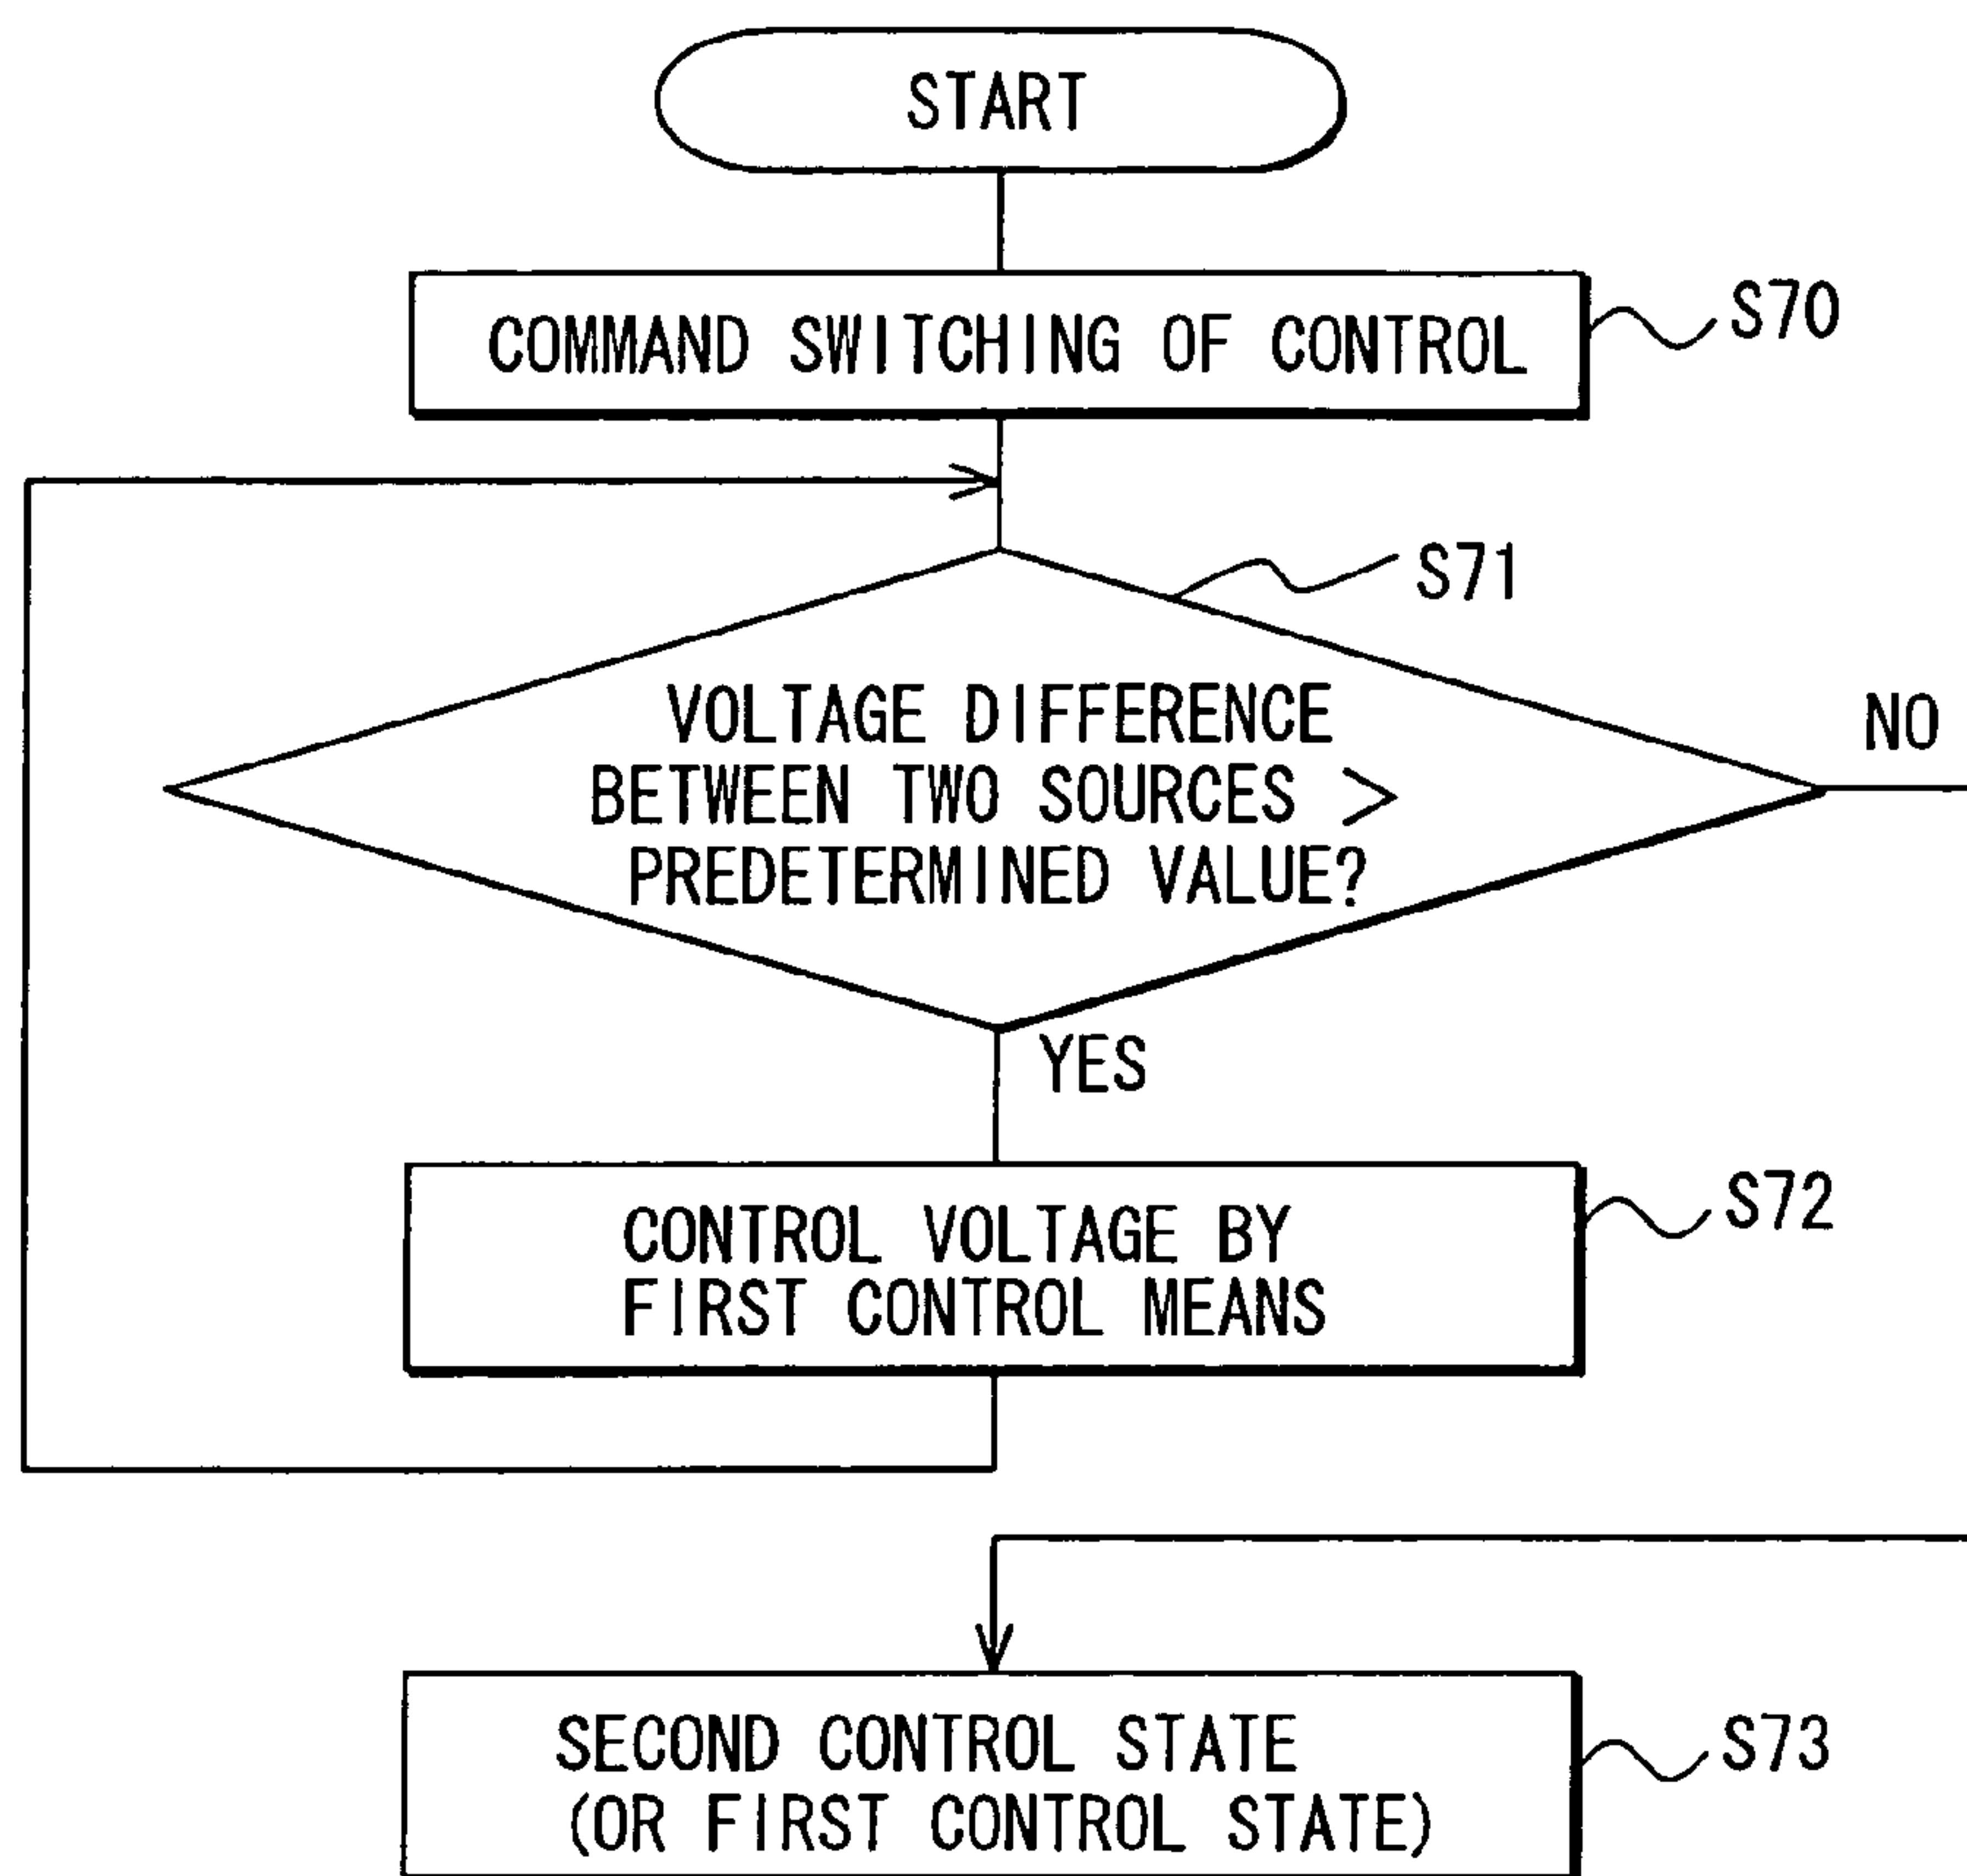 START
COMMAND SWITCHING OF CONTROL
S70
S71
VOLTAGE DIFFERENCE
BETWEEN TWO SOURCES >
PREDETERMINED VALUE?
NO
YES
CONTROL VOLTAGE BY
FIRST CONTROL MEANS
S72
SECOND CONTROL STATE
(OR FIRST CONTROL STATE)
S73